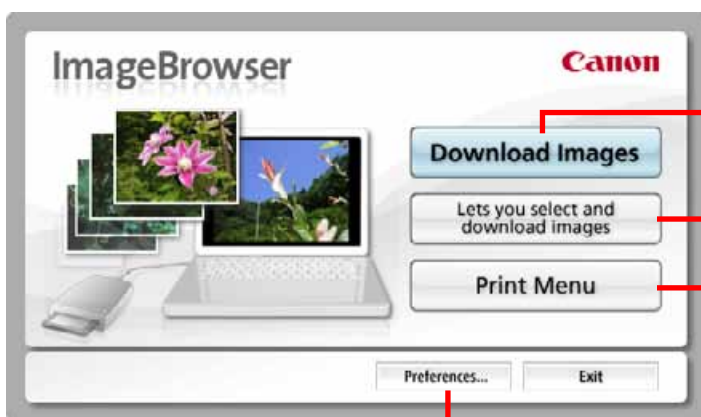 ImageBrowser
Canon
Download Images
Lets you select and
download images
Print Menu
Preferences...
Exit